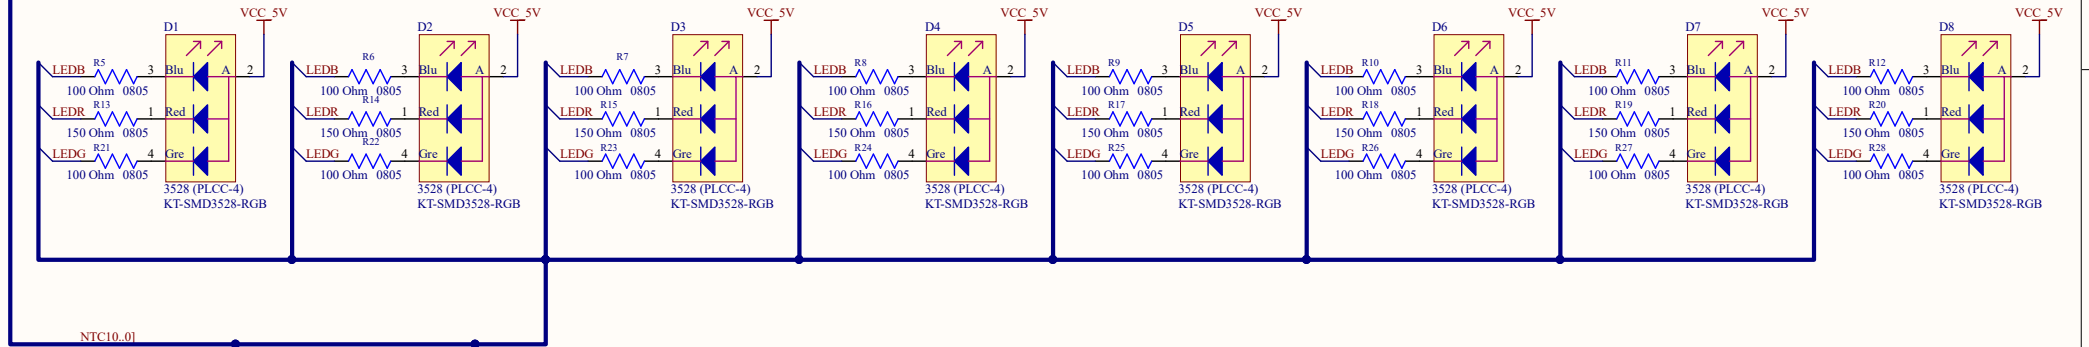 VCC_5V VCC_5V VCC_5V VCC_5V VCC_5V VCC_5V VCC_5V VCC_5V
D1 D2 D3 D4 D5 D6 D7 D8
LEDB R5 3 Blu A 2 LEDB R6 3 Blu A 2 LEDB R7 3 Blu A 2 LEDB R8 3 Blu A 2 LEDB R9 3 Blu A 2 LEDB R10 3 Blu A 2 LEDB R11 3 Blu A 2 LEDB R12 3 Blu A 2
100 Ohm 0805 100 Ohm 0805 100 Ohm 0805 100 Ohm 0805 100 Ohm 0805 100 Ohm 0805 100 Ohm 0805 100 Ohm 0805
LEDR R13 1 Red LEDR R14 1 Red LEDR R15 1 Red LEDR R16 1 Red LEDR R17 1 Red LEDR R18 1 Red LEDR R19 1 Red LEDR R20 1 Red
150 Ohm 0805 150 Ohm 0805 150 Ohm 0805 150 Ohm 0805 150 Ohm 0805 150 Ohm 0805 150 Ohm 0805 150 Ohm 0805
LEDG R21 4 Gre LEDG R22 4 Gre LEDG R23 4 Gre LEDG R24 4 Gre LEDG R25 4 Gre LEDG R26 4 Gre LEDG R27 4 Gre LEDG R28 4 Gre
100 Ohm 0805 100 Ohm 0805 100 Ohm 0805 100 Ohm 0805 100 Ohm 0805 100 Ohm 0805 100 Ohm 0805 100 Ohm 0805
3528 (PLCC-4) 3528 (PLCC-4) 3528 (PLCC-4) 3528 (PLCC-4) 3528 (PLCC-4) 3528 (PLCC-4) 3528 (PLCC-4) 3528 (PLCC-4)
KT-SMD3528-RGB KT-SMD3528-RGB KT-SMD3528-RGB KT-SMD3528-RGB KT-SMD3528-RGB KT-SMD3528-RGB KT-SMD3528-RGB KT-SMD3528-RGB
NTC10..0]